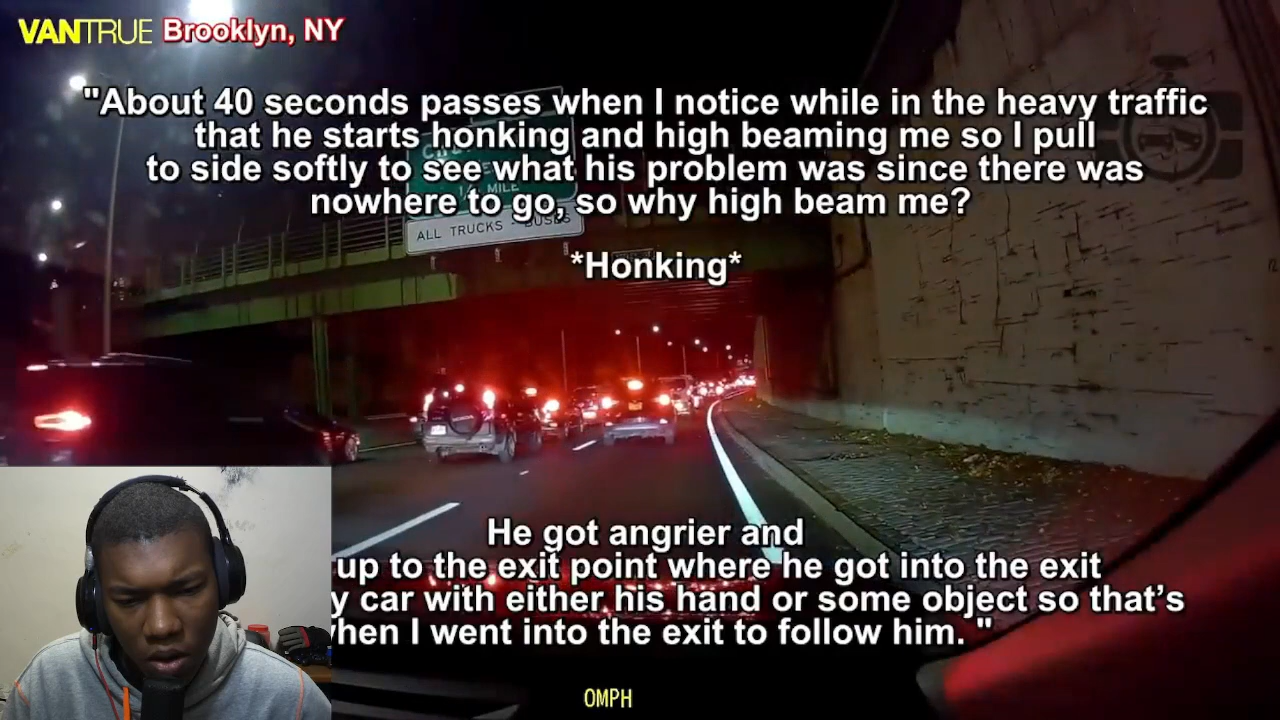 VANTRUE Brooklyn, NY
"About 40 seconds passes when I notice while in the heavy traffic
that he starts honking and high beaming me so I pull
to side softly to see what his problem was since there was
nowhere to go, so why high beam me?
MILE
ALL TRUCKS - BUSES
*Honking*
He got angrier and
up to the exit point where he got into the exit
y car with either his hand or some object so that's
hen I went into the exit to follow him. "
0MPH